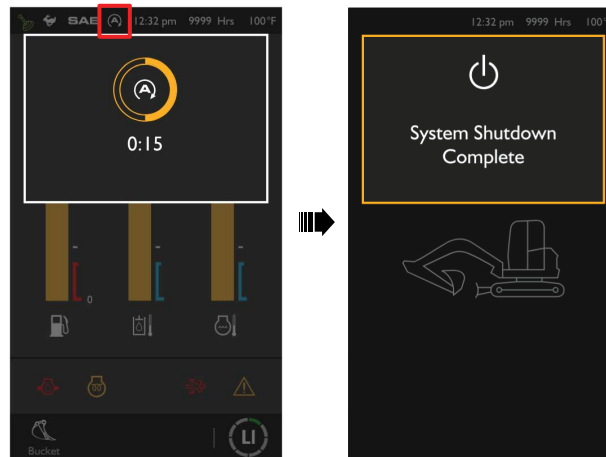 SAE
A
12:32 pm
9999 Hrs
100°F
A
0:15
0
Bucket
LI
12:32 pm
9999 Hrs
100°
System Shutdown
Complete